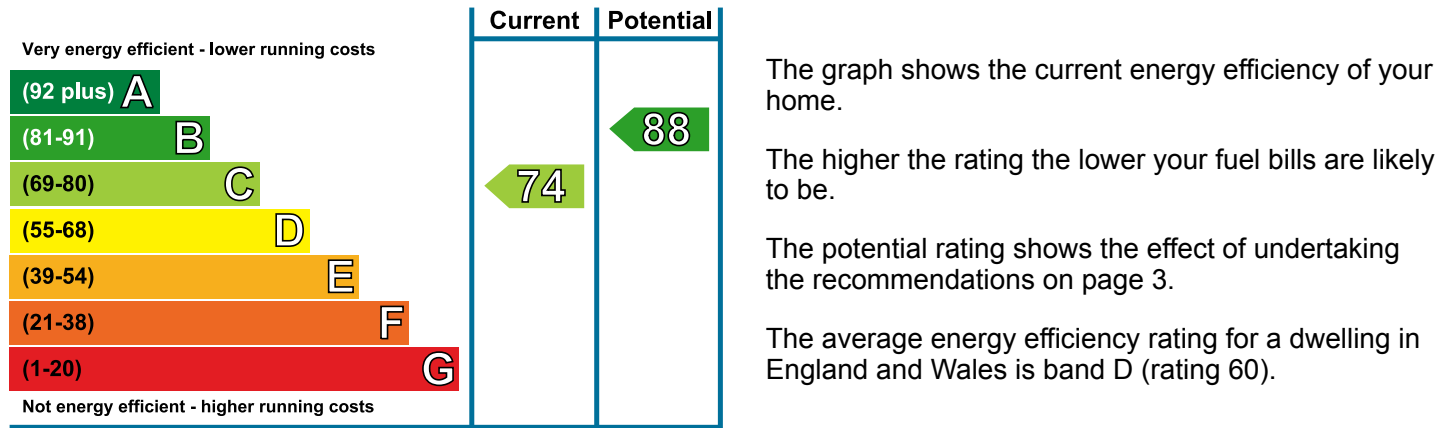 Current Potential
Very energy efficient - lower running costs
(92 plus) A
(81-91) B
88
(69-80) C
74
(55-68) D
(39-54) E
(21-38) F
(1-20) G
Not energy efficient - higher running costs
The graph shows the current energy efficiency of your
home.
The higher the rating the lower your fuel bills are likely
to be.
The potential rating shows the effect of undertaking
the recommendations on page 3.
The average energy efficiency rating for a dwelling in
England and Wales is band D (rating 60).